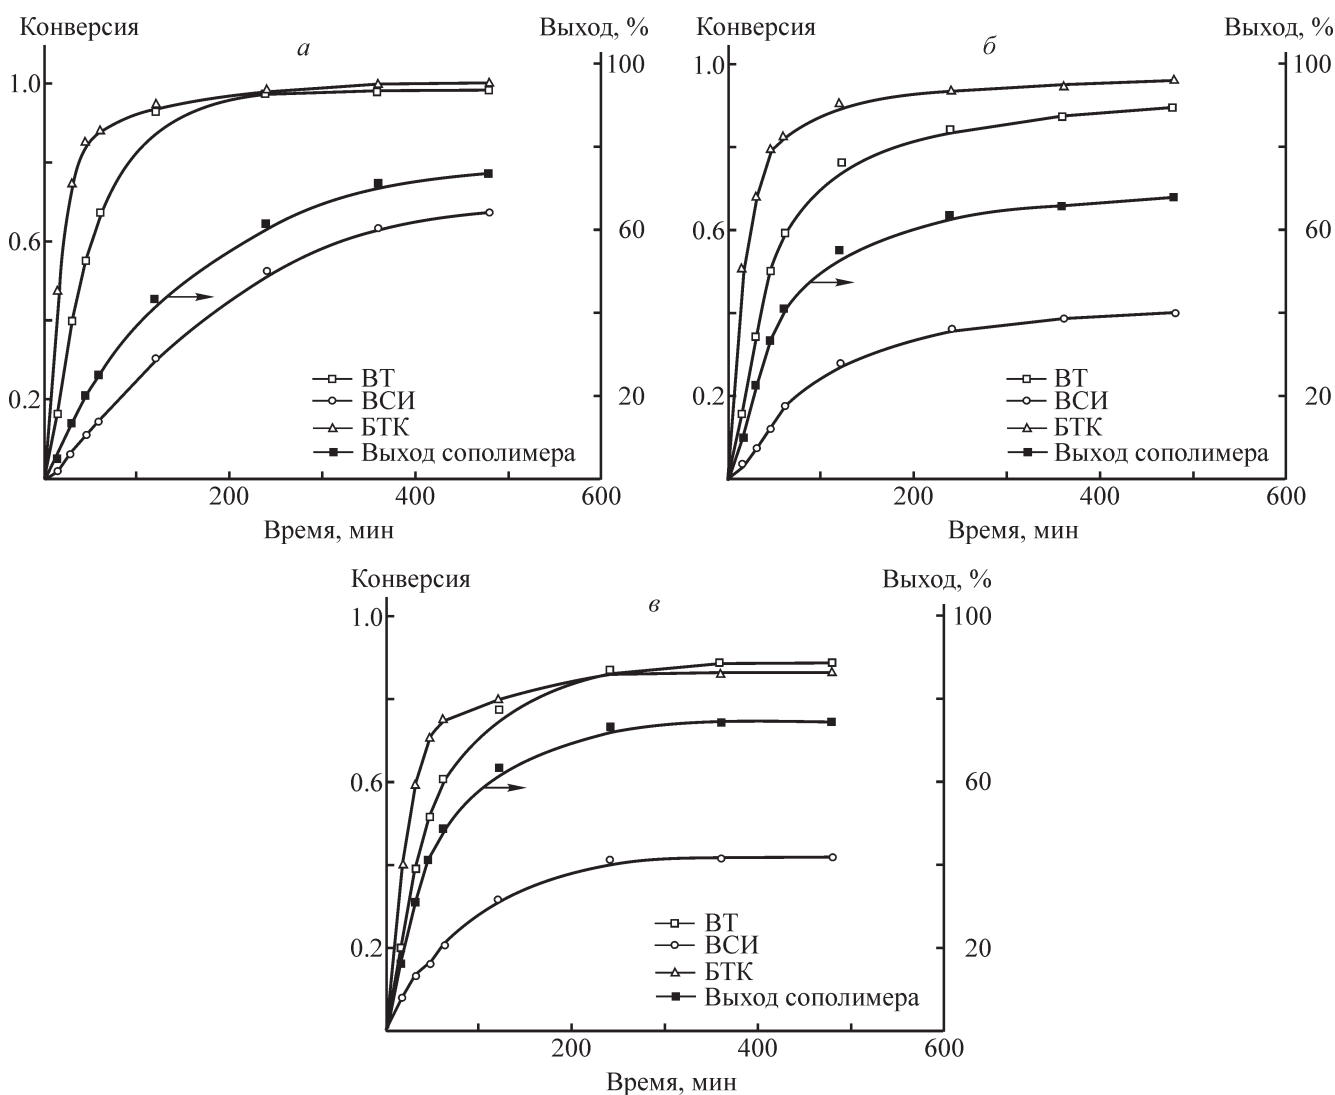 Конверсия
а
Выход, %
1.0
0.6
0.2
100
60
20
ВТ
ВСИ
БТК
Выход сополимера
200
400
600
Время, мин
Конверсия
б
Выход, %
1.0
0.6
0.2
100
60
20
ВТ
ВСИ
БТК
Выход сополимера
200
400
600
Время, мин
Конверсия
в
Выход, %
1.0
0.6
0.2
100
60
20
ВТ
ВСИ
БТК
Выход сополимера
200
400
600
Время, мин